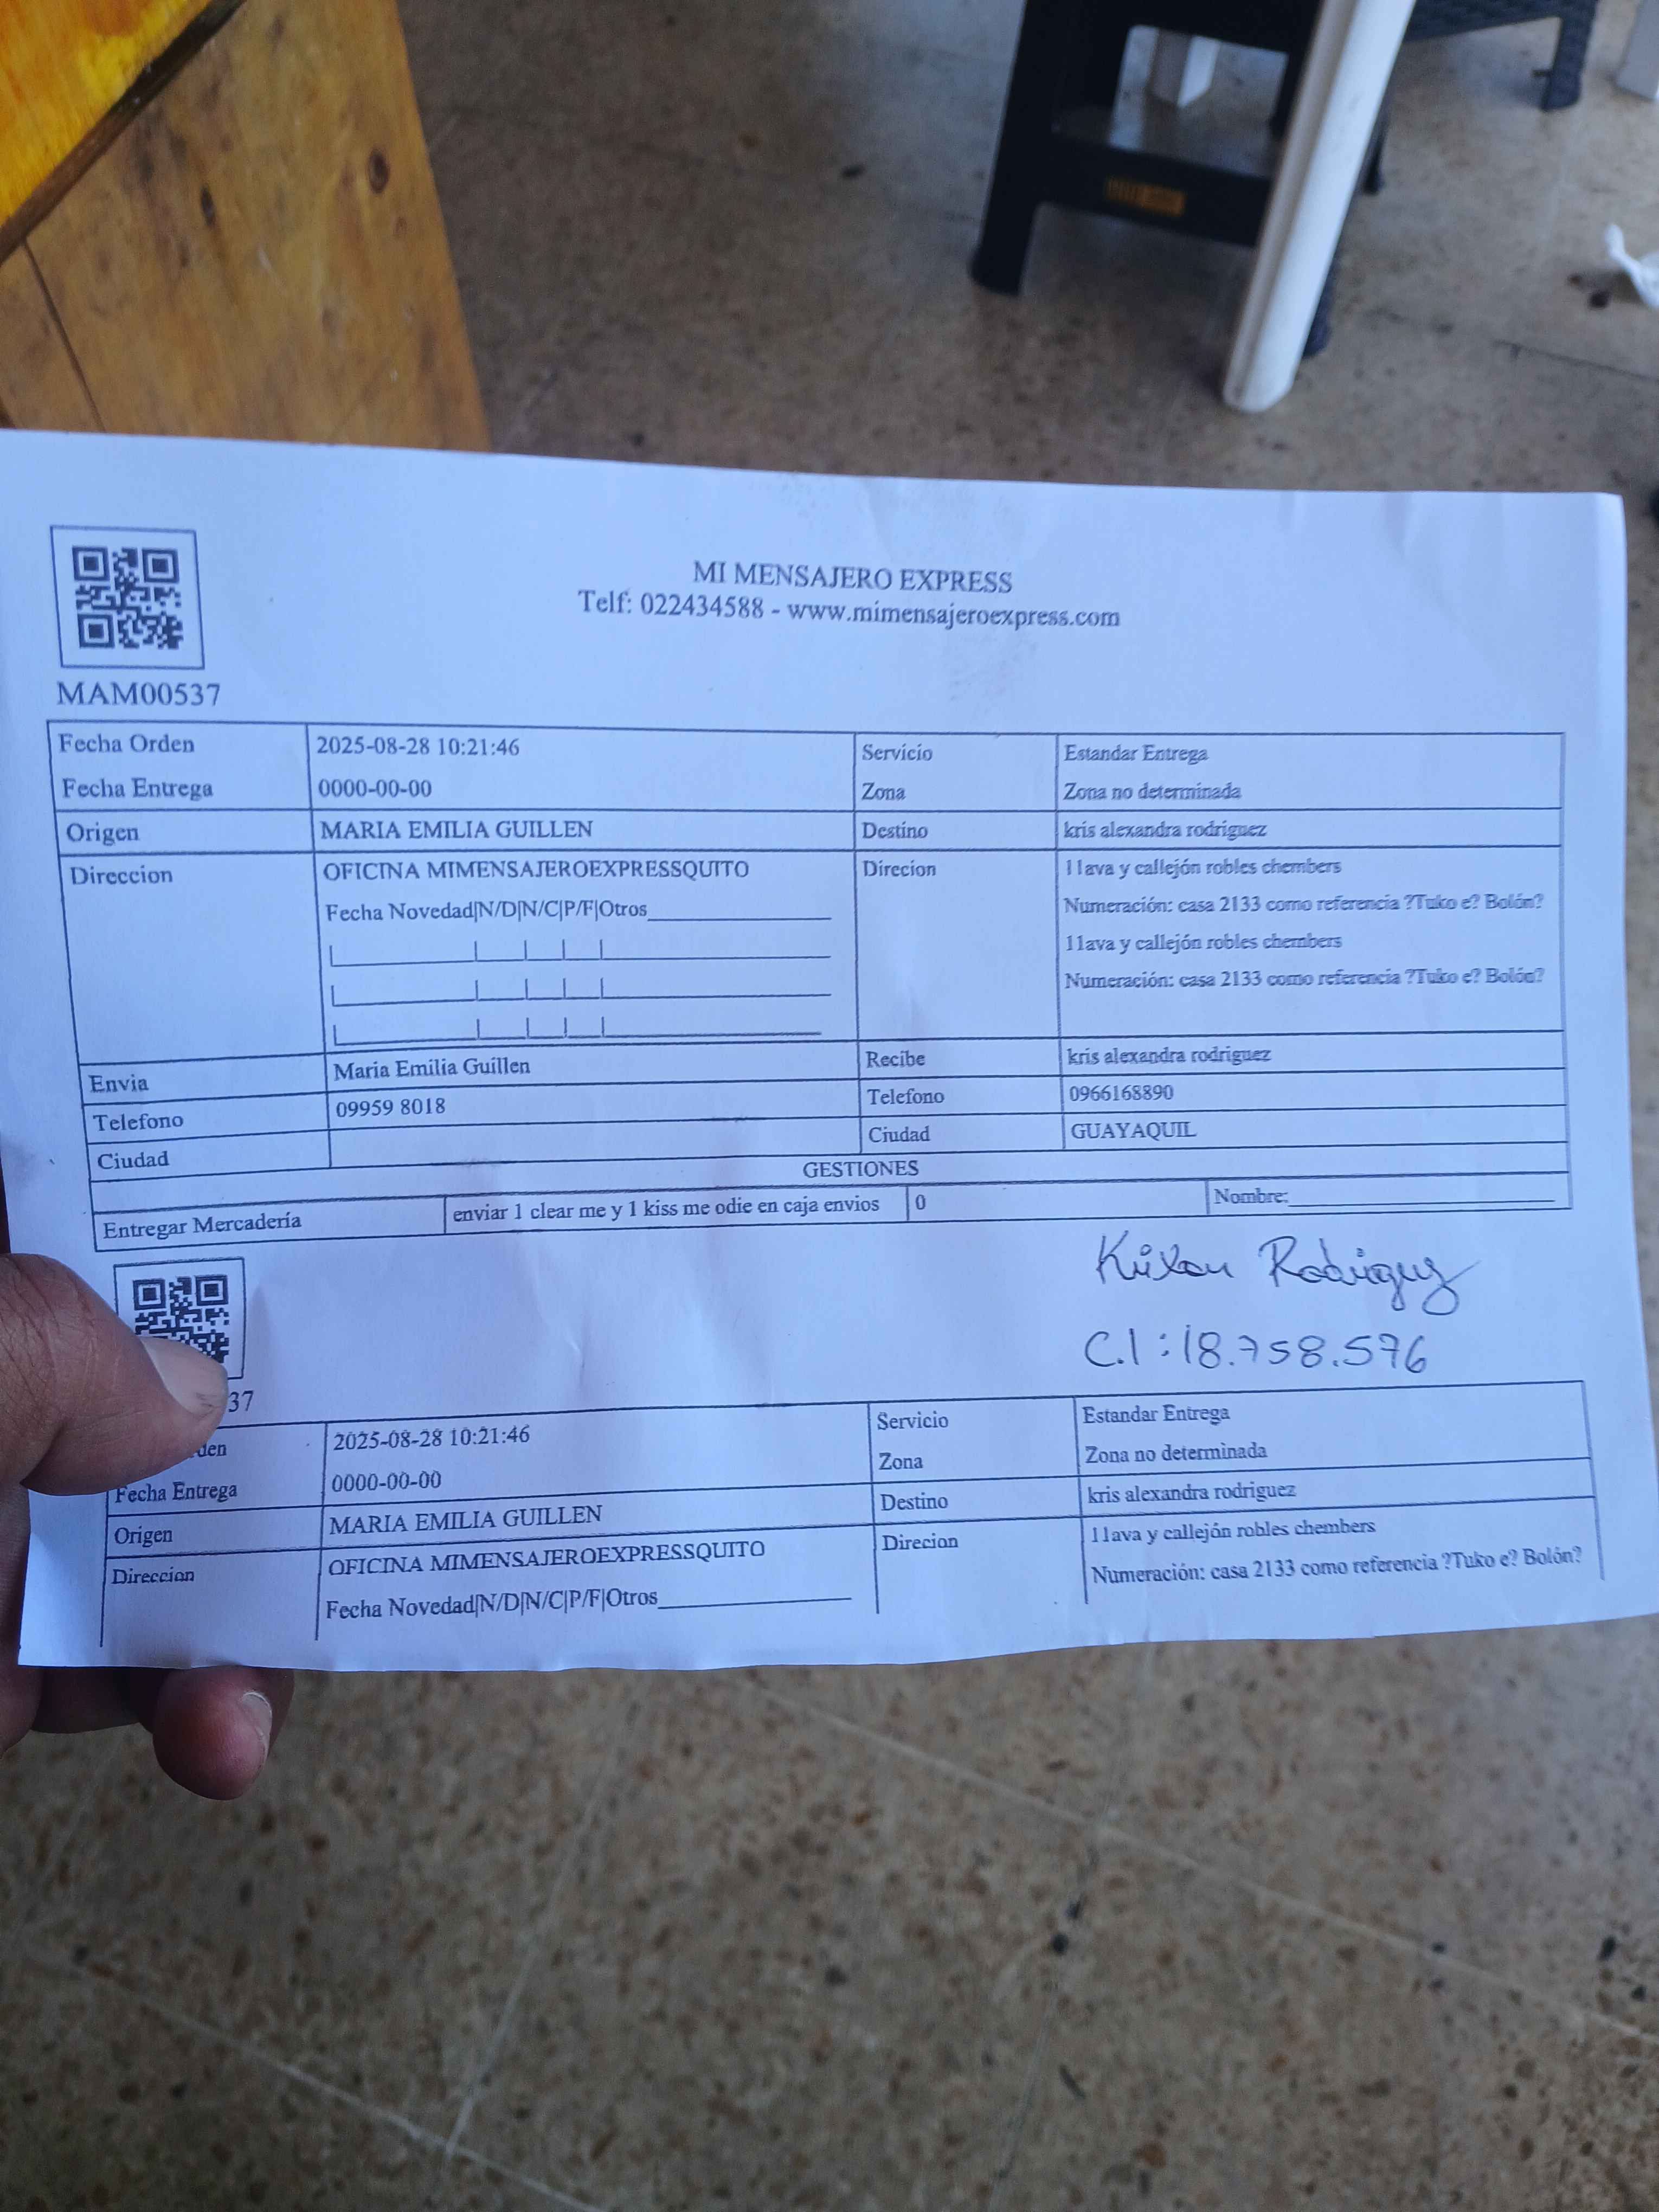 MI MENSAJERO EXPRESS
Telf: 022434588 - www.mimensajeroexpress.com
MAM00537
Fecha Orden 2025-08-28 10:21:46 Servicio Estandar Entrega
Fecha Entrega 0000-00-00 Zona Zona no determinada
Origen MARIA EMILIA GUILLEN Destino kris alexandra rodriguez
Direccion OFICINA MIMENSAJEROEXPRESSQUITO Direcion 11ava y callejón robles chembers
Fecha Novedad|N/D|N/C|P/F|Otros Numeración: casa 2133 como referencia ?Tuko e? Bolón?
11ava y callejón robles chembers
Numeración: casa 2133 como referencia ?Tuko e? Bolón?
Envia Maria Emilia Guillen Recibe kris alexandra rodriguez
Telefono 09959 8018 Telefono 0966168890
Ciudad Ciudad GUAYAQUIL
GESTIONES
Entregar Mercadería enviar 1 clear me y 1 kiss me odie en caja envios 0 Nombre:
Rodriguez
C.I: 18.758.576
37
den 2025-08-28 10:21:46 Servicio Estandar Entrega
Fecha Entrega 0000-00-00 Zona Zona no determinada
Origen MARIA EMILIA GUILLEN Destino kris alexandra rodriguez
Direccion OFICINA MIMENSAJEROEXPRESSQUITO Direcion 11ava y callejón robles chembers
Fecha Novedad|N/D|N/C|P/F|Otros Numeración: casa 2133 como referencia ?Tuko e? Bolón?